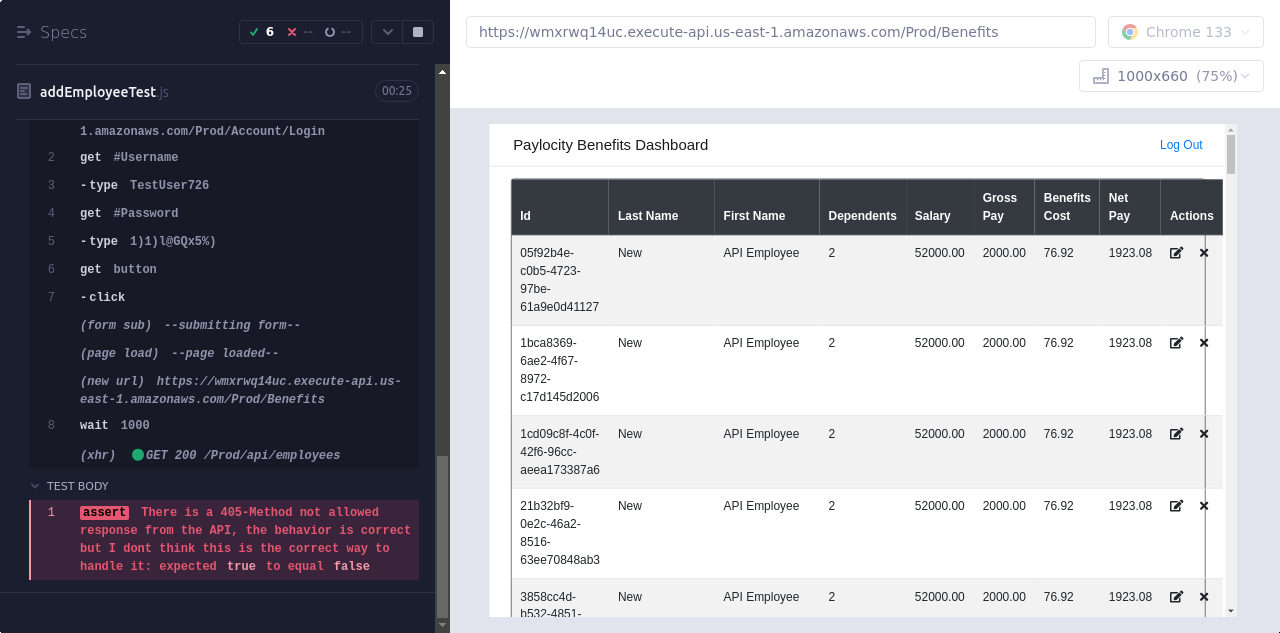 Specs
6 -- --
addEmployeeTest.js 00:25
1.amazonaws.com/Prod/Account/Login
2 get #Username
3 -type TestUser726
4 get #Password
5 -type 1)1)l@GQx5%)
6 get button
7 -click
(form sub) --submitting form--
(page load) --page loaded--
(new url) https://wmxrwq14uc.execute-api.us-
east-1.amazonaws.com/Prod/Benefits
8 wait 1000
(xhr) GET 200 /Prod/api/employees
TEST BODY
1 assert There is a 405-Method not allowed
response from the API, the behavior is correct
but I dont think this is the correct way to
handle it: expected true to equal false
https://wmxrwq14uc.execute-api.us-east-1.amazonaws.com/Prod/Benefits
Chrome 133
1000x660 (75%)
Paylocity Benefits Dashboard Log Out
Id Last Name First Name Dependents Salary Gross Pay Benefits Cost Net Pay Actions
05f92b4e- New API Employee 2 52000.00 2000.00 76.92 1923.08
c0b5-4723-
97be-
61a9e0d41127
1bca8369- New API Employee 2 52000.00 2000.00 76.92 1923.08
6ae2-4f67-
8972-
c17d145d2006
1cd09c8f-4c0f- New API Employee 2 52000.00 2000.00 76.92 1923.08
42f6-96cc-
aeea173387a6
21b32bf9- New API Employee 2 52000.00 2000.00 76.92 1923.08
0e2c-46a2-
8516-
63ee70848ab3
3858cc4d- New API Employee 2 52000.00 2000.00 76.92 1923.08
b532-4851-